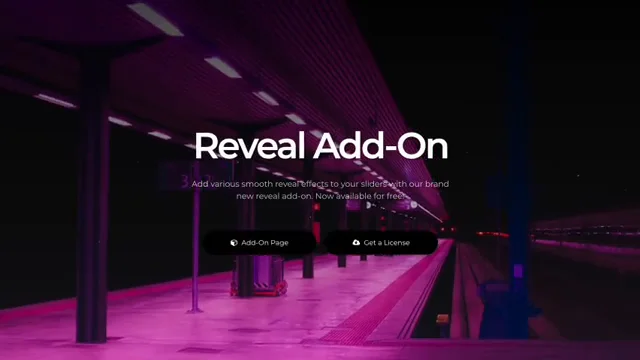 Reveal Add-On
3
Add various smooth reveal effects to your sliders with our brand
new reveal add-on. Now available for free!
Add-On Page
Get a License